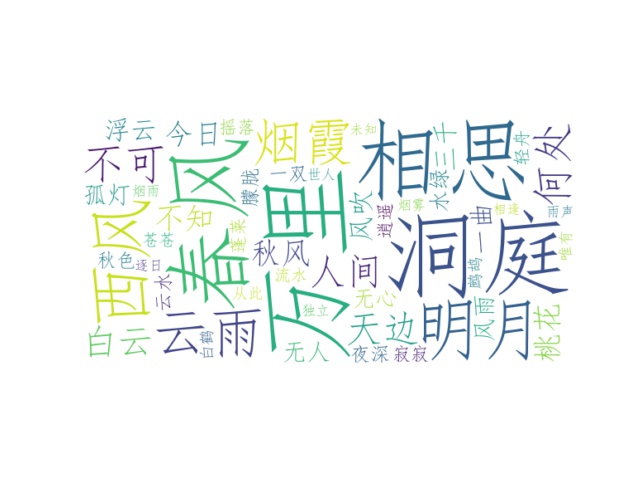 浮云
今日
摇落
烟霞
相思
未知
三千
轻舟
何处
不可
春风
一双
世人
万里
水绿
孤灯
烟雨
朦胧
风吹
逍遥
烟雾
一曲
相逢
雨声
西风
不知
蓬莱
洞庭
鹧鸪
唯有
苍苍
秋风
秋色
逐日
云水
流水
人间
从此
独立
无心
明月
风雨
桃花
白云
白鹤
云雨
无人
天边
夜深
寂寂